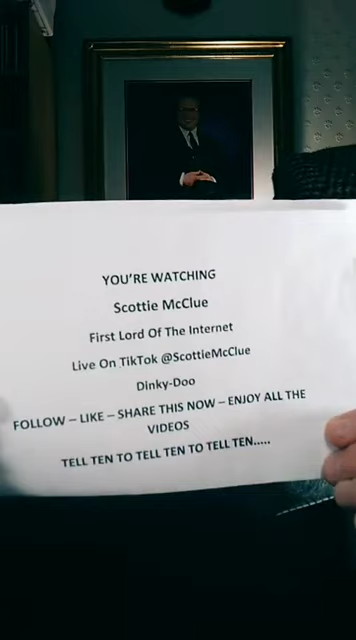 YOU'RE WATCHING
Scottie McClue
First Lord Of The Internet
Live On TikTok @ScottieMcClue
Dinky-Doo
FOLLOW – LIKE – SHARE THIS NOW – ENJOY ALL THE
VIDEOS
TELL TEN TO TELL TEN TO TELL TEN.....